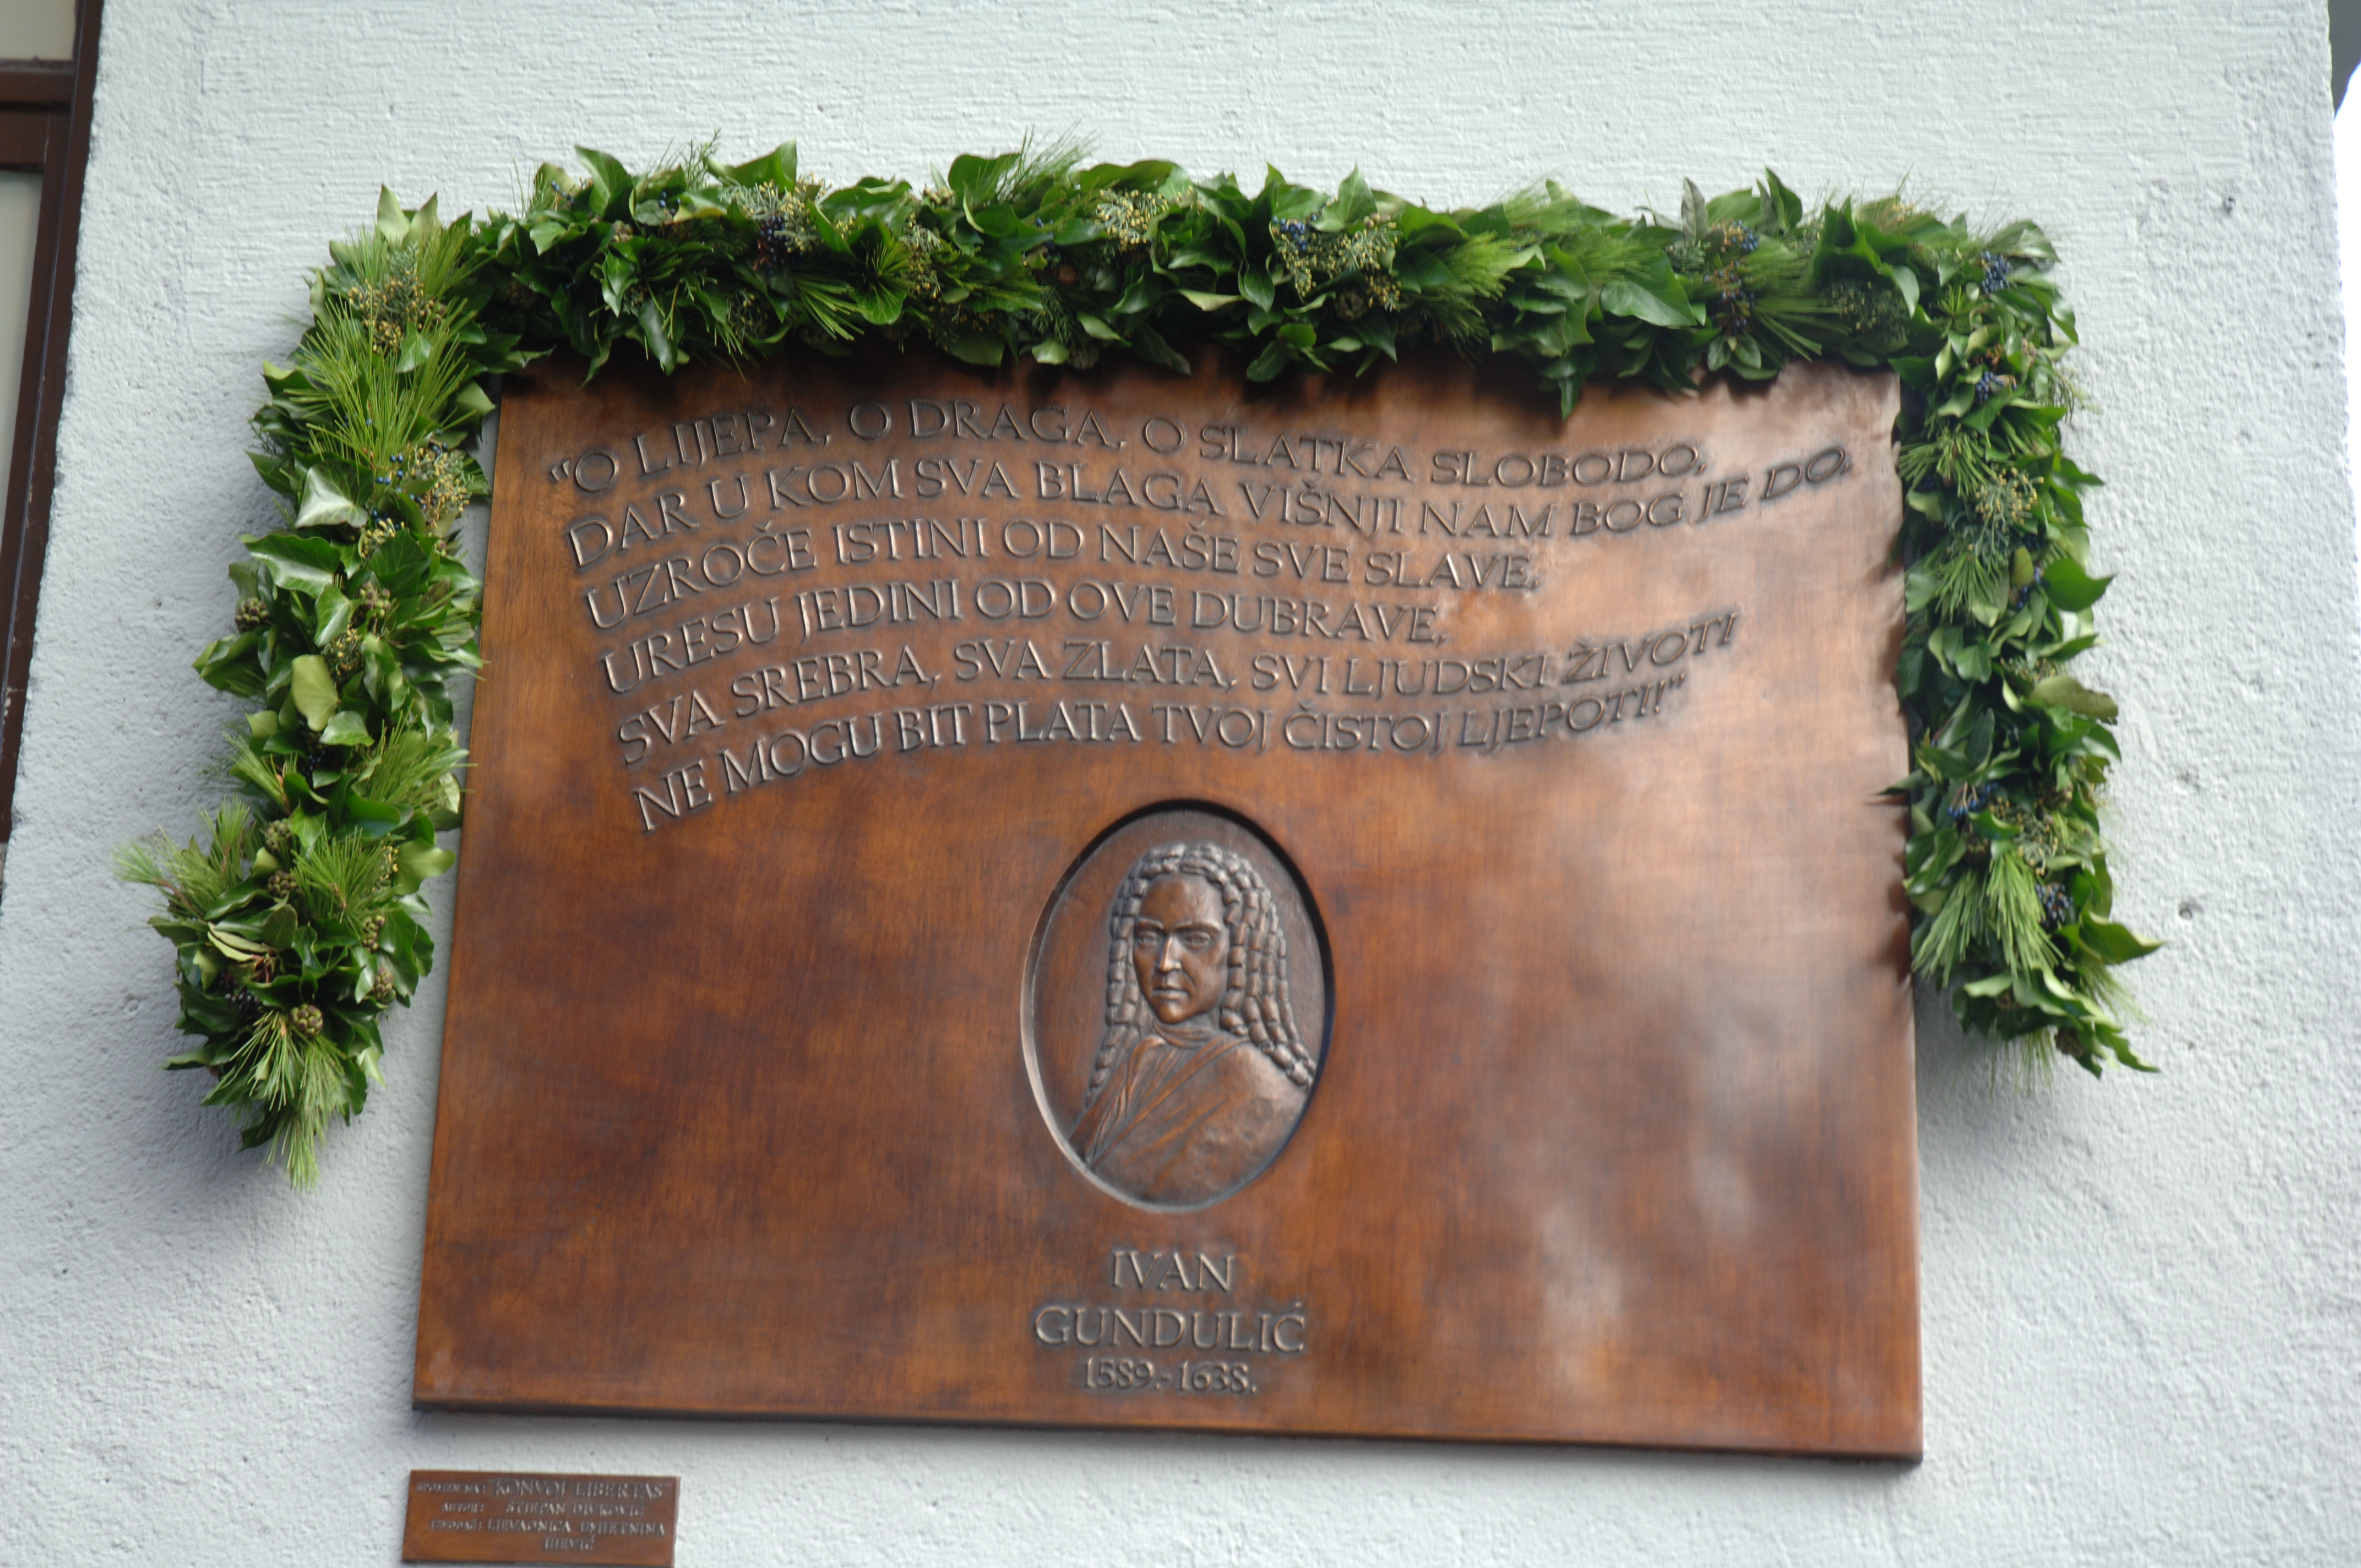 "O LIJEPA, O DRAGA, O SLATKA SLOBODO,
DAR U KOM SVA BLAGA VIŠNJI NAM BOG JE DO,
UZROČE ISTINI OD NAŠE SVE SLAVE,
URESU JEDINI OD OVE DUBRAVE,
SVA SREBRA, SVA ZLATA, SVI LJUDSKI ŽIVOTI
NE MOGU BIT PLATA TVOJ ČISTOJ LJEPOTI!"
IVAN
GUNDULIĆ
1589.-1638.
"KONVOJ LIBERTAS"
AUTOR: STJEPAN DIVKOVIĆ
LJEVAONICA UMJETNINA
UJEVIĆ